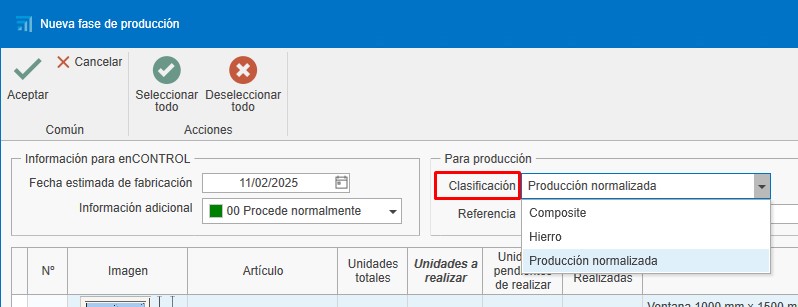 Nueva fase de producción
Cancelar
Aceptar
Seleccionar todo
Deseleccionar todo
Común
Acciones
Información para enCONTROL
Fecha estimada de fabricación
11/02/2025
Información adicional
00 Procede normalmente
Para producción
Clasificación
Producción normalizada
Referencia
Composite
Hierro
Producción normalizada
Nº
Imagen
Artículo
Unidades totales
Unidades a realizar
de realizar
Realizadas
Ventana 1000 mm x 1500 m